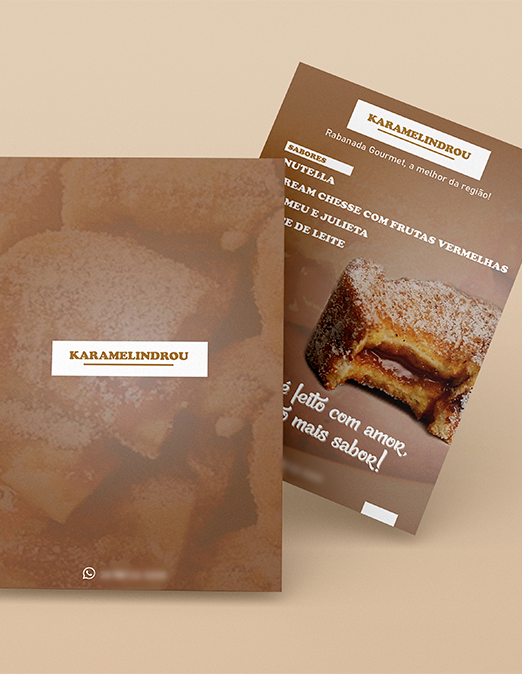 KARAMELINDROU
KARAMELINDROU
Rabanada Gourmet, a melhor da região!
SABORES
NUTELLA
REAM CHESSE COM FRUTAS VERMELHAS
MEU E JULIETA
E DE LEITE
é feito com amor,
mais sabor!